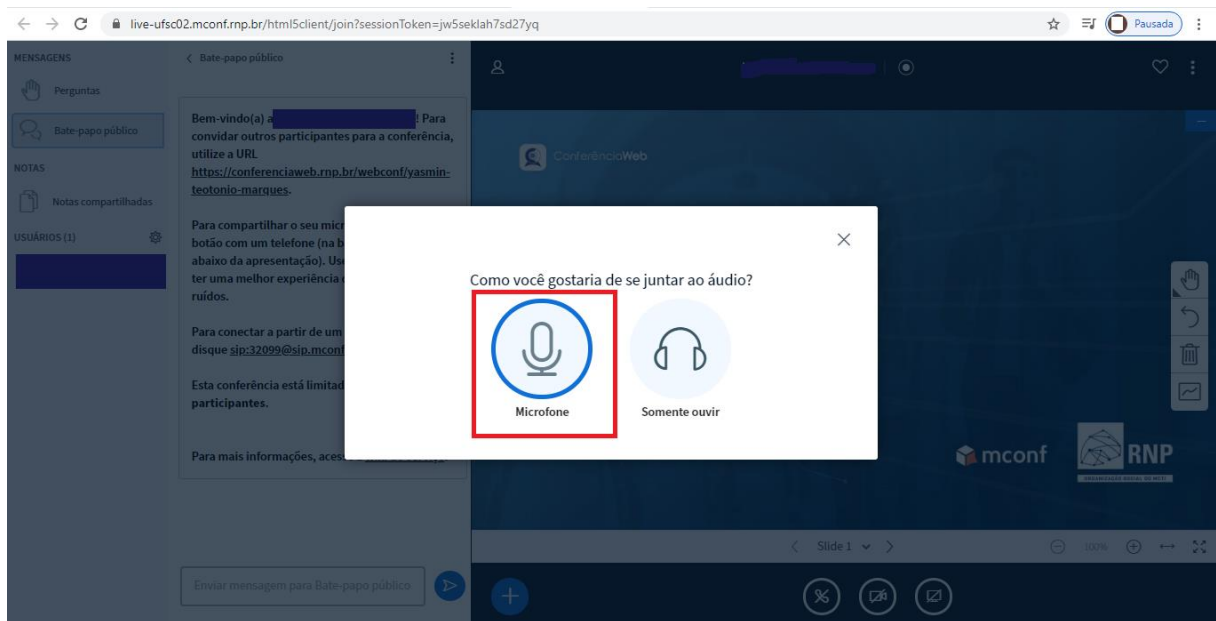 live-ufsc02.mconf.rnp.br/html5client/join?sessionToken=jw5seklah7sd27yq
Pausada
MENSAGENS
Perguntas
Bate-papo público
NOTAS
Notas compartilhadas
USUÁRIOS (1)
Bate-papo público
Bem-vindo(a) a ! Para
convidar outros participantes para a conferência,
utilize a URL
https://conferenciaweb.rnp.br/webconf/yasmin-
teotonio-marques.
Para compartilhar o seu
botão com um telefone (na
abaixo da apresentação).
ter uma melhor experiência
ruídos.
Para conectar a partir de um
disque sip:32099@sip.mconf
Esta conferência está
participantes.
Para mais informações,
Enviar mensagem para Bate-papo público
ConferênciaWeb
Como você gostaria de se juntar ao áudio?
Microfone
Somente ouvir
mconf
RNP
Slide 1
100%